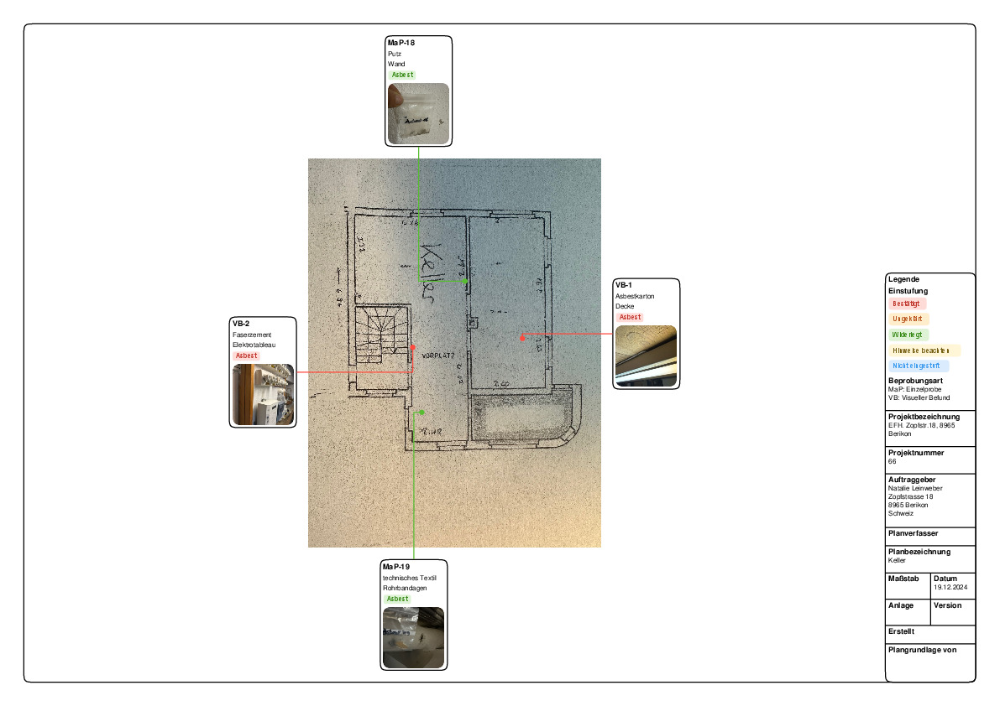 MaP-18
Putz
Wand
Asbest
Keller
VORPLATZ
VB-1
Asbestkarton
Decke
Asbest
VB-2
Faserzement
Elektrotableau
Asbest
MaP-19
technisches Textil
Rohrbandagen
Asbest
Legende
Einstufung
Bestätigt
Ungeklärt
Widerlegt
Hinweise beachten
Nicht eingestuft
Beprobungsart
MaP: Einzelprobe
VB: Visueller Befund
Projektbezeichnung
EFH. Zopfstr.18, 8965
Berikon
Projektnummer
66
Auftraggeber
Natalie Leinweber
Zopfstrasse 18
8965 Berikon
Schweiz
Planverfasser
Planbezeichnung
Keller
Maßstab
Datum
19.12.2024
Anlage
Version
Erstellt
Plangrundlage von